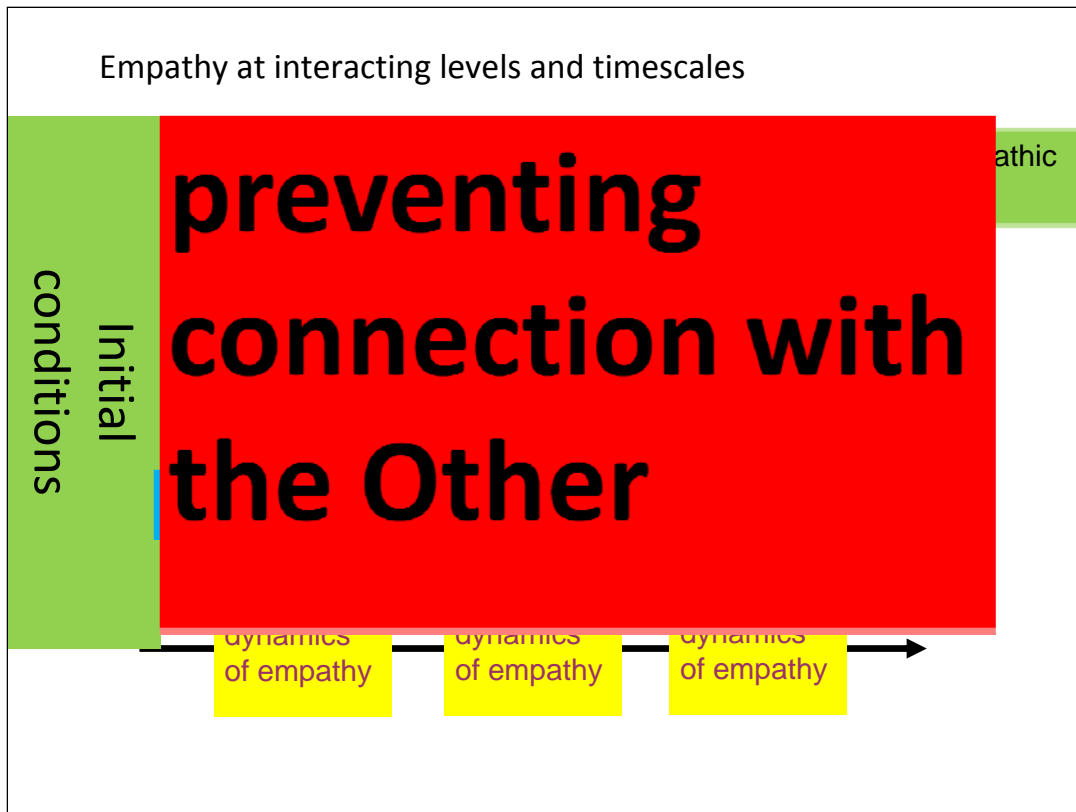 Empathy at interacting levels and timescales
Initial
conditions
preventing
connection with
the Other
of empathy
of empathy
of empathy